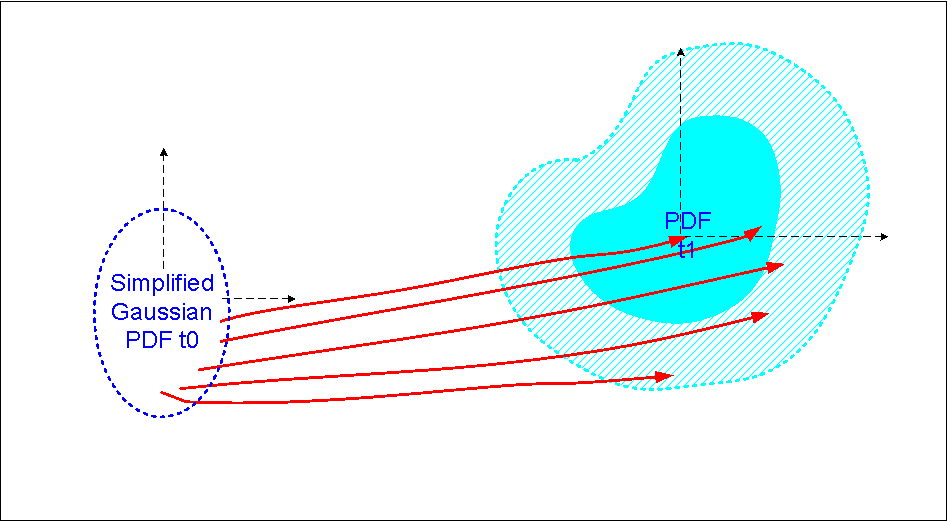 Simplified
Gaussian
PDF t0
PDF
t1